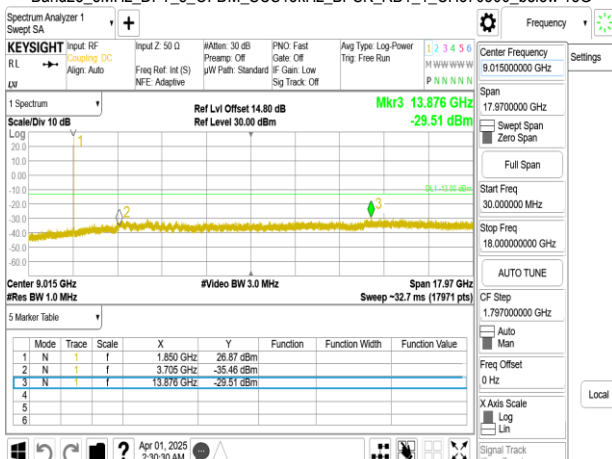 Spectrum Analyzer 1
Swept SA
Frequency
Settings
KEYSIGHT
RL
Input: RF
Coupling: DC
Align: Auto
Input Z: 50 Ω
Freq Ref: Int (S)
NFE: Adaptive
#Atten: 30 dB
Preamp: Off
µW Path: Standard
PNO: Fast
Gate: Off
IF Gain: Low
Sig Track: Off
Avg Type: Log-Power
Trig: Free Run
1 2 3 4 5 6
M W W W W W
P N N N N N
1 Spectrum
Scale/Div 10 dB
Ref Lvl Offset 14.80 dB
Ref Level 30.00 dBm
Mkr3 13.876 GHz
-29.51 dBm
Log
20.0
10.0
0.00
-10.0
-20.0
-30.0
-40.0
-50.0
-60.0
1
2
3
DL1 -13.00 dBm
Center 9.015 GHz
#Res BW 1.0 MHz
#Video BW 3.0 MHz
Span 17.97 GHz
Sweep ~32.7 ms (17971 pts)
5 Marker Table
Mode Trace Scale X Y Function Function Width Function Value
1 N 1 f 1.850 GHz 26.87 dBm
2 N 1 f 3.705 GHz -35.46 dBm
3 N 1 f 13.876 GHz -29.51 dBm
4
5
6
Apr 01, 2025
2:30:30 AM
Center Frequency
9.015000000 GHz
Span
17.9700000 GHz
Swept Span
Zero Span
Full Span
Start Freq
30.000000 MHz
Stop Freq
18.000000000 GHz
AUTO TUNE
CF Step
1.797000000 GHz
Auto
Man
Freq Offset
0 Hz
X Axis Scale
Log
Lin
Signal Track
Local